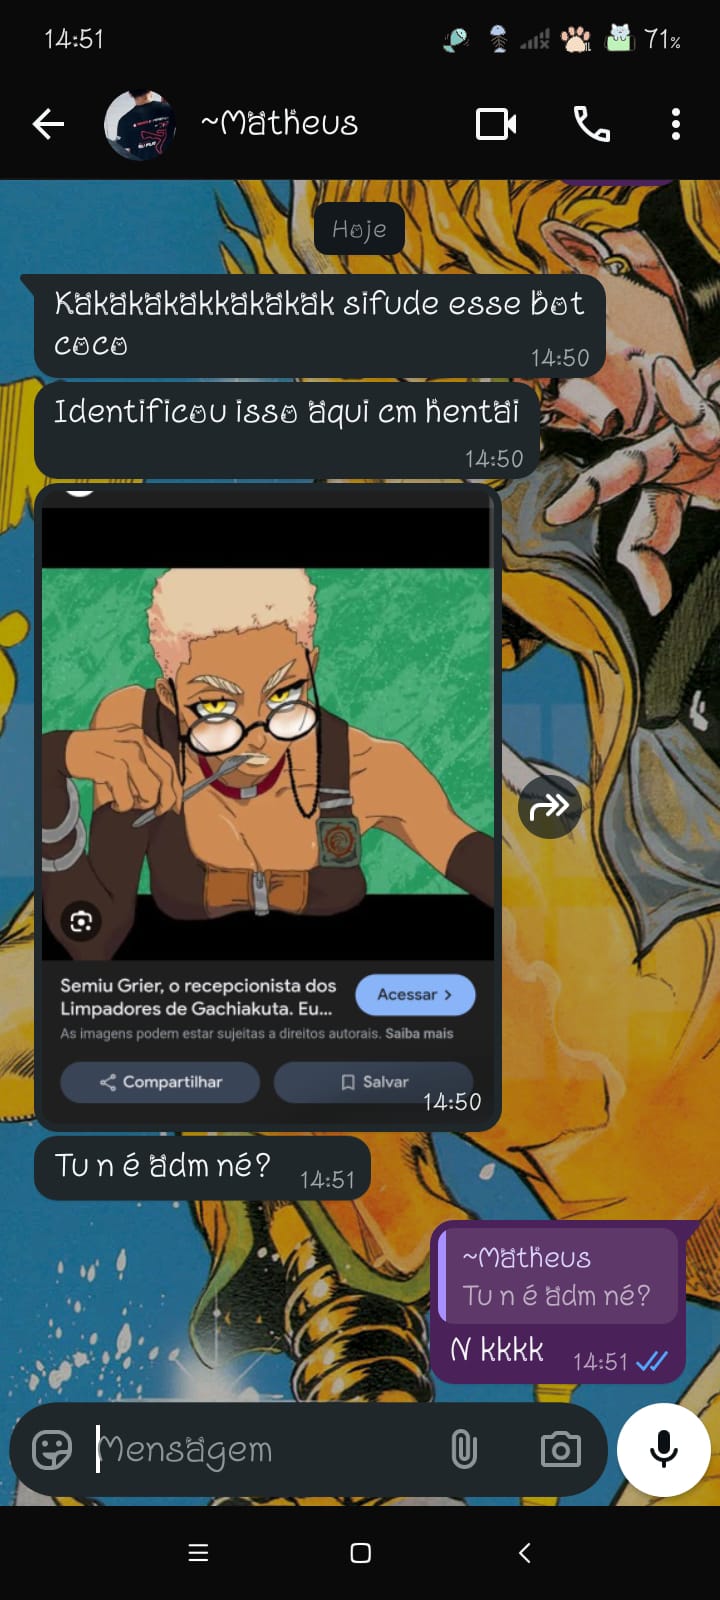 14:51
71%
~Matheus
Hoje
Kakakakakkakakak sifude esse bot
coco
14:50
Identificou isso aqui cm hentai
14:50
Semiu Grier, o recepcionista dos
Limpadores de Gachiakuta. Eu...
Acessar
As imagens podem estar sujeitas a direitos autorais. Saiba mais
Compartilhar
Salvar
14:50
Tu n é adm né?
14:51
~Matheus
Tu n é adm né?
N kkkk
14:51
Mensagem